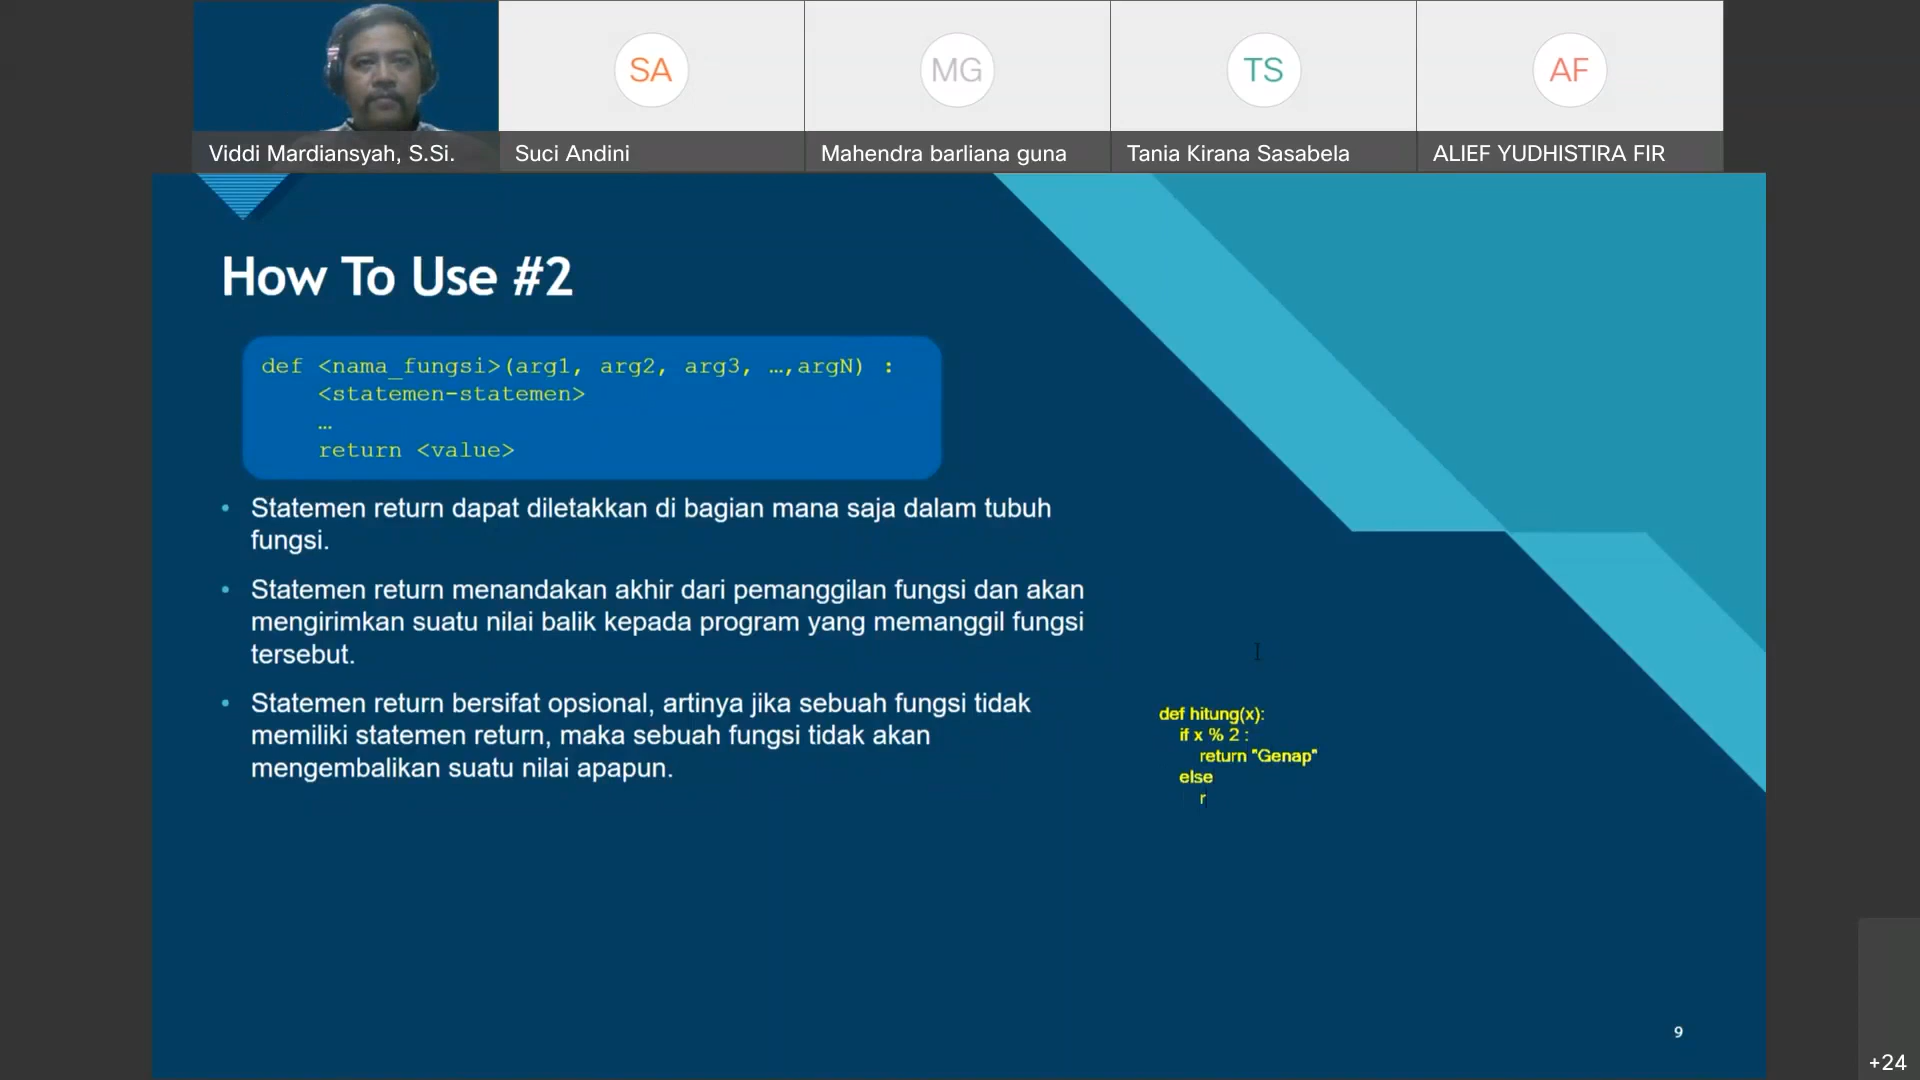 SA
MG
TS
AF
Viddi Mardiansyah, S.Si.
Suci Andini
Mahendra barliana guna
Tania Kirana Sasabela
ALIEF YUDHISTIRA FIR
How To Use #2
def <nama_fungsi>(arg1, arg2, arg3, …,argN) :
<statemen-statemen>
…
return <value>
• Statemen return dapat diletakkan di bagian mana saja dalam tubuh
fungsi.
• Statemen return menandakan akhir dari pemanggilan fungsi dan akan
mengirimkan suatu nilai balik kepada program yang memanggil fungsi
tersebut.
• Statemen return bersifat opsional, artinya jika sebuah fungsi tidak
memiliki statemen return, maka sebuah fungsi tidak akan
mengembalikan suatu nilai apapun.
def hitung(x):
if x % 2 :
return "Genap"
else
r
9
+24